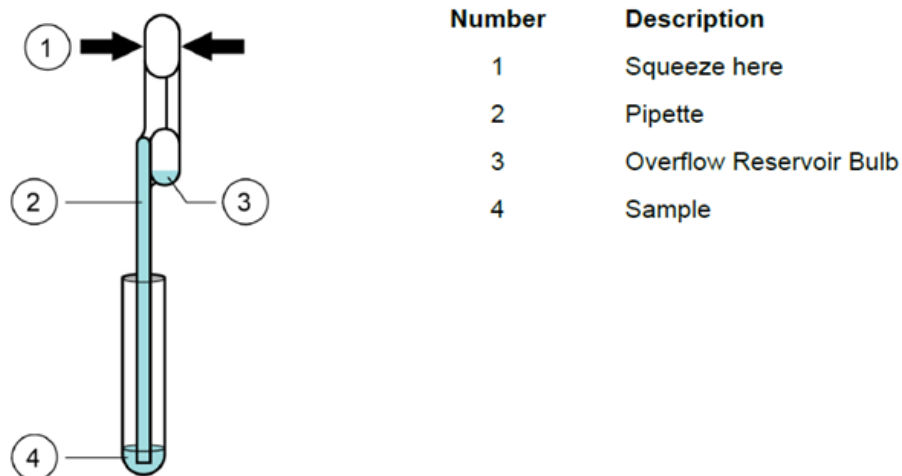 Number Description
1 Squeeze here
2 Pipette
3 Overflow Reservoir Bulb
4 Sample
1
2
3
4